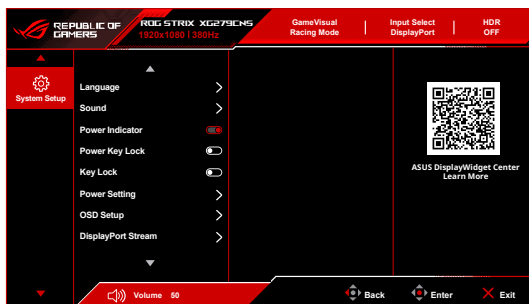 REPUBLIC OF
GAMERS
ROG STRIX XG279CNS
1920x1080 | 380Hz
GameVisual
Racing Mode
Input Select
DisplayPort
HDR
OFF
System Setup
Language
Sound
Power Indicator
Power Key Lock
Key Lock
Power Setting
OSD Setup
DisplayPort Stream
ASUS DisplayWidget Center
Learn More
Volume 50
Back
Enter
Exit